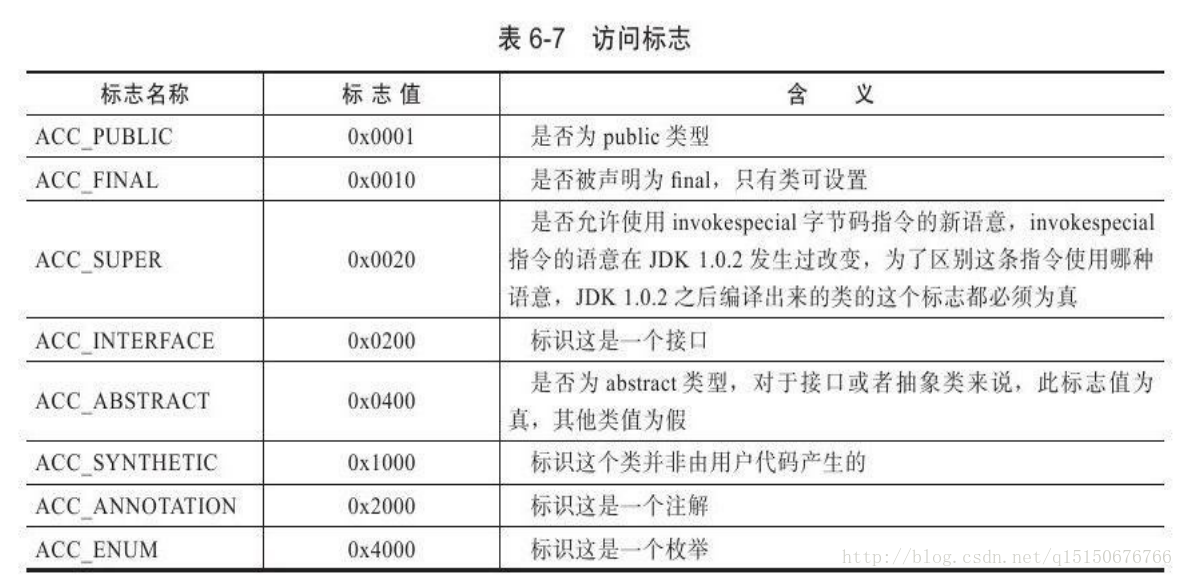 表 6-7 访问标志
标志名称 标 志 值 含 义
ACC_PUBLIC 0x0001 是否为 public 类型
ACC_FINAL 0x0010 是否被声明为 final，只有类可设置
ACC_SUPER 0x0020 是否允许使用 invokespecial 字节码指令的新语意，invokespecial
指令的语意在 JDK 1.0.2 发生过改变，为了区别这条指令使用哪种
语意，JDK 1.0.2 之后编译出来的类的这个标志都必须为真
ACC_INTERFACE 0x0200 标识这是一个接口
ACC_ABSTRACT 0x0400 是否为 abstract 类型，对于接口或者抽象类来说，此标志值为
真，其他类值为假
ACC_SYNTHETIC 0x1000 标识这个类并非由用户代码产生的
ACC_ANNOTATION 0x2000 标识这是一个注解
ACC_ENUM 0x4000 标识这是一个枚举
http://blog.csdn.net/q15150676766